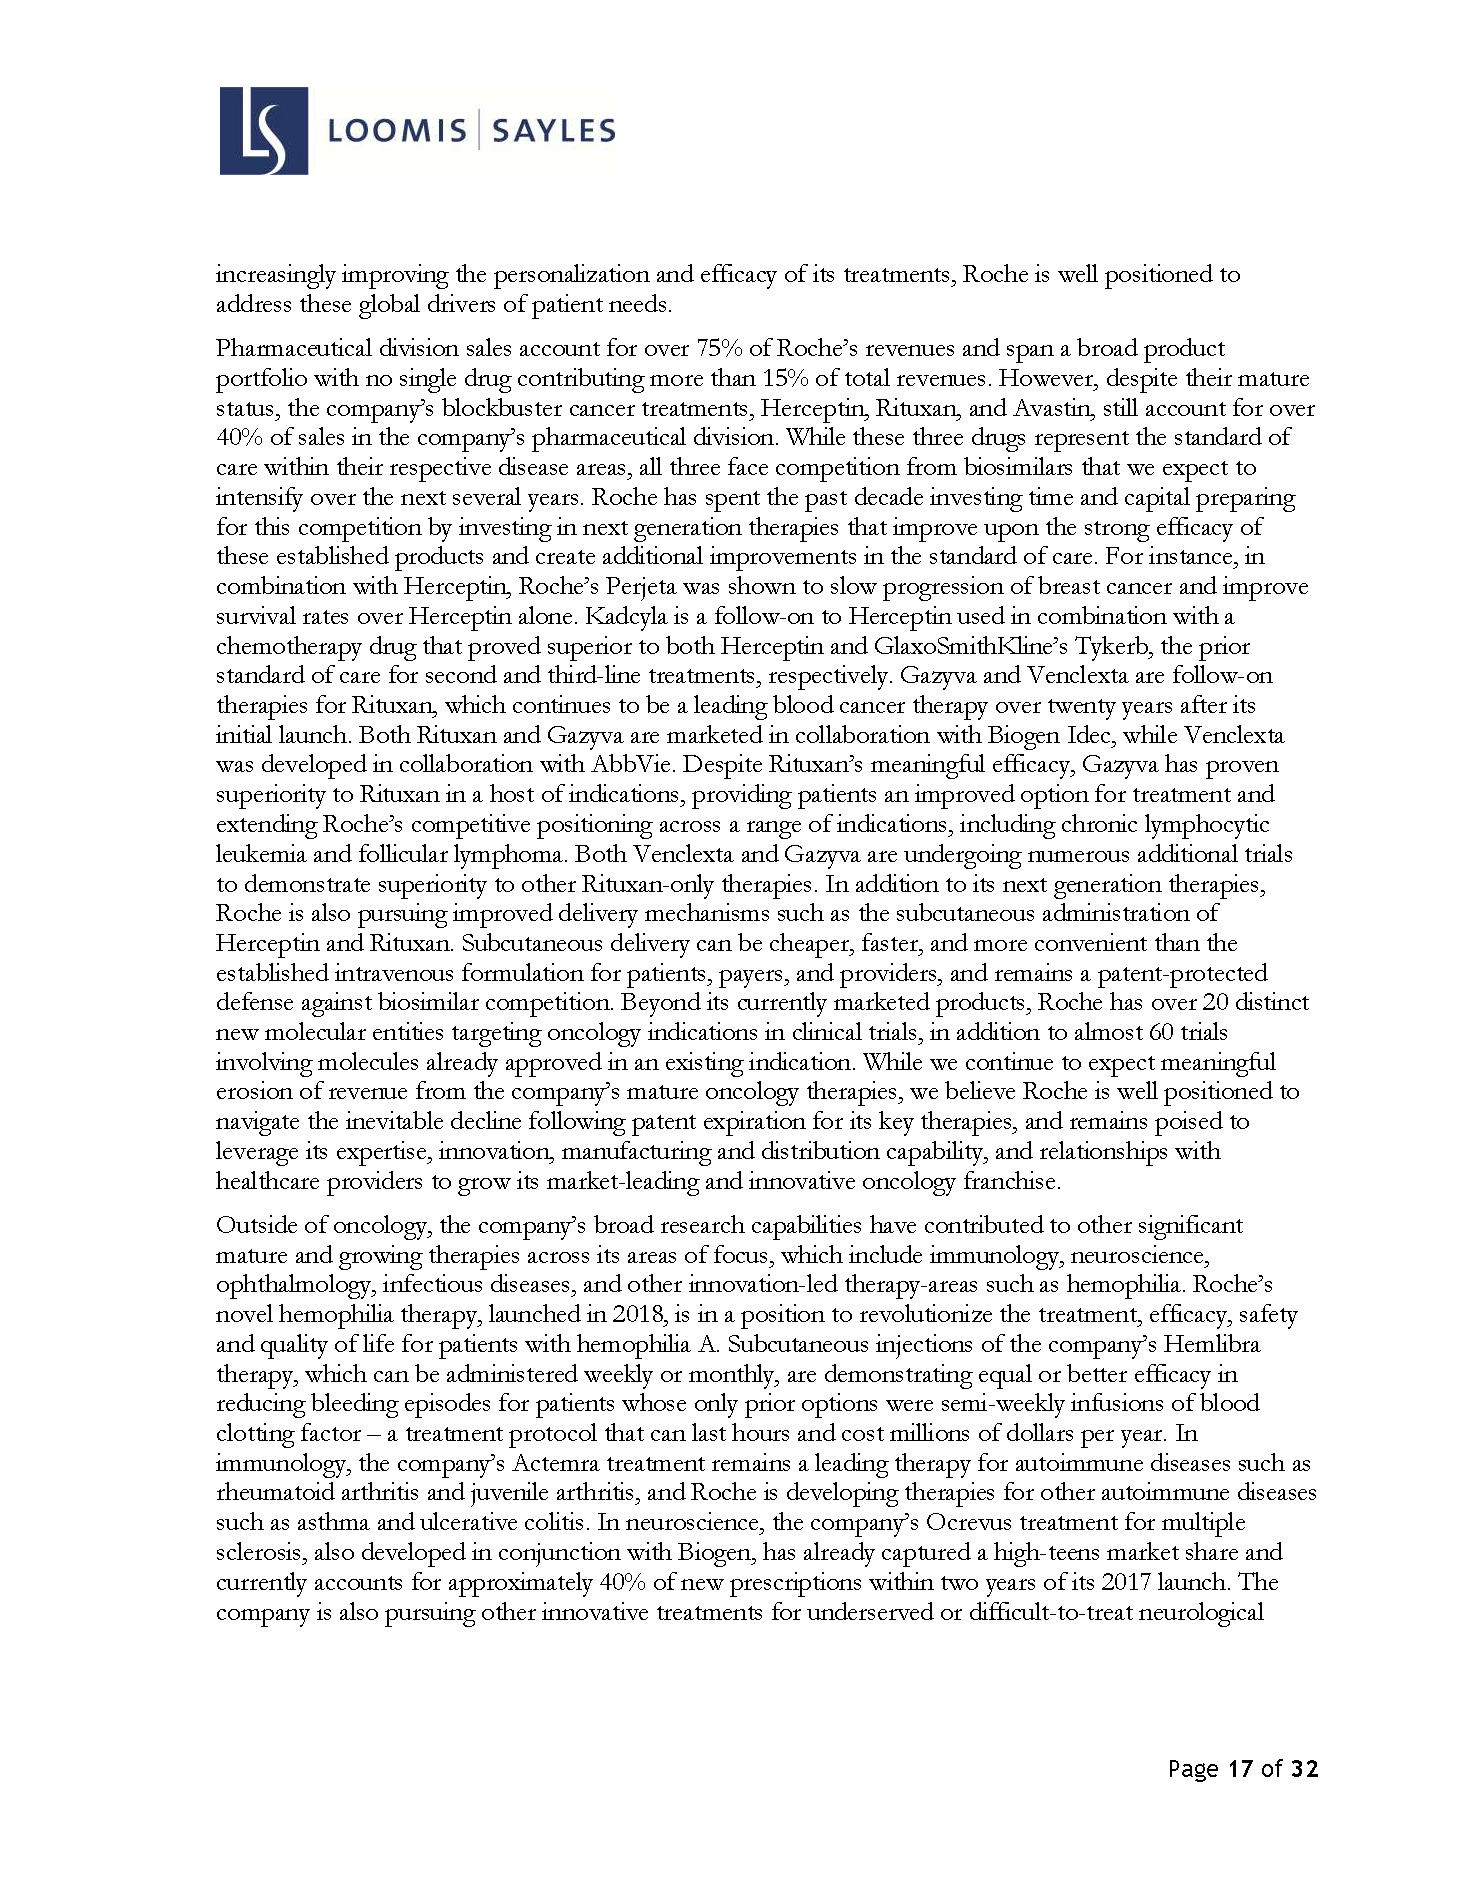 LS LOOMIS | SAYLES
increasingly improving the personalization and efficacy of its treatments, Roche is well positioned to
address these global drivers of patient needs.
Pharmaceutical division sales account for over 75% of Roche’s revenues and span a broad product
portfolio with no single drug contributing more than 15% of total revenues. However, despite their mature
status, the company’s blockbuster cancer treatments, Herceptin, Rituxan, and Avastin, still account for over
40% of sales in the company’s pharmaceutical division. While these three drugs represent the standard of
care within their respective disease areas, all three face competition from biosimilars that we expect to
intensify over the next several years. Roche has spent the past decade investing time and capital preparing
for this competition by investing in next generation therapies that improve upon the strong efficacy of
these established products and create additional improvements in the standard of care. For instance, in
combination with Herceptin, Roche’s Perjeta was shown to slow progression of breast cancer and improve
survival rates over Herceptin alone. Kadcyla is a follow-on to Herceptin used in combination with a
chemotherapy drug that proved superior to both Herceptin and GlaxoSmithKline’s Tykerb, the prior
standard of care for second and third-line treatments, respectively. Gazyva and Venclexta are follow-on
therapies for Rituxan, which continues to be a leading blood cancer therapy over twenty years after its
initial launch. Both Rituxan and Gazyva are marketed in collaboration with Biogen Idec, while Venclexta
was developed in collaboration with AbbVie. Despite Rituxan’s meaningful efficacy, Gazyva has proven
superiority to Rituxan in a host of indications, providing patients an improved option for treatment and
extending Roche’s competitive positioning across a range of indications, including chronic lymphocytic
leukemia and follicular lymphoma. Both Venclexta and Gazyva are undergoing numerous additional trials
to demonstrate superiority to other Rituxan-only therapies. In addition to its next generation therapies,
Roche is also pursuing improved delivery mechanisms such as the subcutaneous administration of
Herceptin and Rituxan. Subcutaneous delivery can be cheaper, faster, and more convenient than the
established intravenous formulation for patients, payers, and providers, and remains a patent-protected
defense against biosimilar competition. Beyond its currently marketed products, Roche has over 20 distinct
new molecular entities targeting oncology indications in clinical trials, in addition to almost 60 trials
involving molecules already approved in an existing indication. While we continue to expect meaningful
erosion of revenue from the company’s mature oncology therapies, we believe Roche is well positioned to
navigate the inevitable decline following patent expiration for its key therapies, and remains poised to
leverage its expertise, innovation, manufacturing and distribution capability, and relationships with
healthcare providers to grow its market-leading and innovative oncology franchise.
Outside of oncology, the company’s broad research capabilities have contributed to other significant
mature and growing therapies across its areas of focus, which include immunology, neuroscience,
ophthalmology, infectious diseases, and other innovation-led therapy-areas such as hemophilia. Roche’s
novel hemophilia therapy, launched in 2018, is in a position to revolutionize the treatment, efficacy, safety
and quality of life for patients with hemophilia A. Subcutaneous injections of the company’s Hemlibra
therapy, which can be administered weekly or monthly, are demonstrating equal or better efficacy in
reducing bleeding episodes for patients whose only prior options were semi-weekly infusions of blood
clotting factor – a treatment protocol that can last hours and cost millions of dollars per year. In
immunology, the company’s Actemra treatment remains a leading therapy for autoimmune diseases such as
rheumatoid arthritis and juvenile arthritis, and Roche is developing therapies for other autoimmune diseases
such as asthma and ulcerative colitis. In neuroscience, the company’s Ocrevus treatment for multiple
sclerosis, also developed in conjunction with Biogen, has already captured a high-teens market share and
currently accounts for approximately 40% of new prescriptions within two years of its 2017 launch. The
company is also pursuing other innovative treatments for underserved or difficult-to-treat neurological
Page 17 of 32